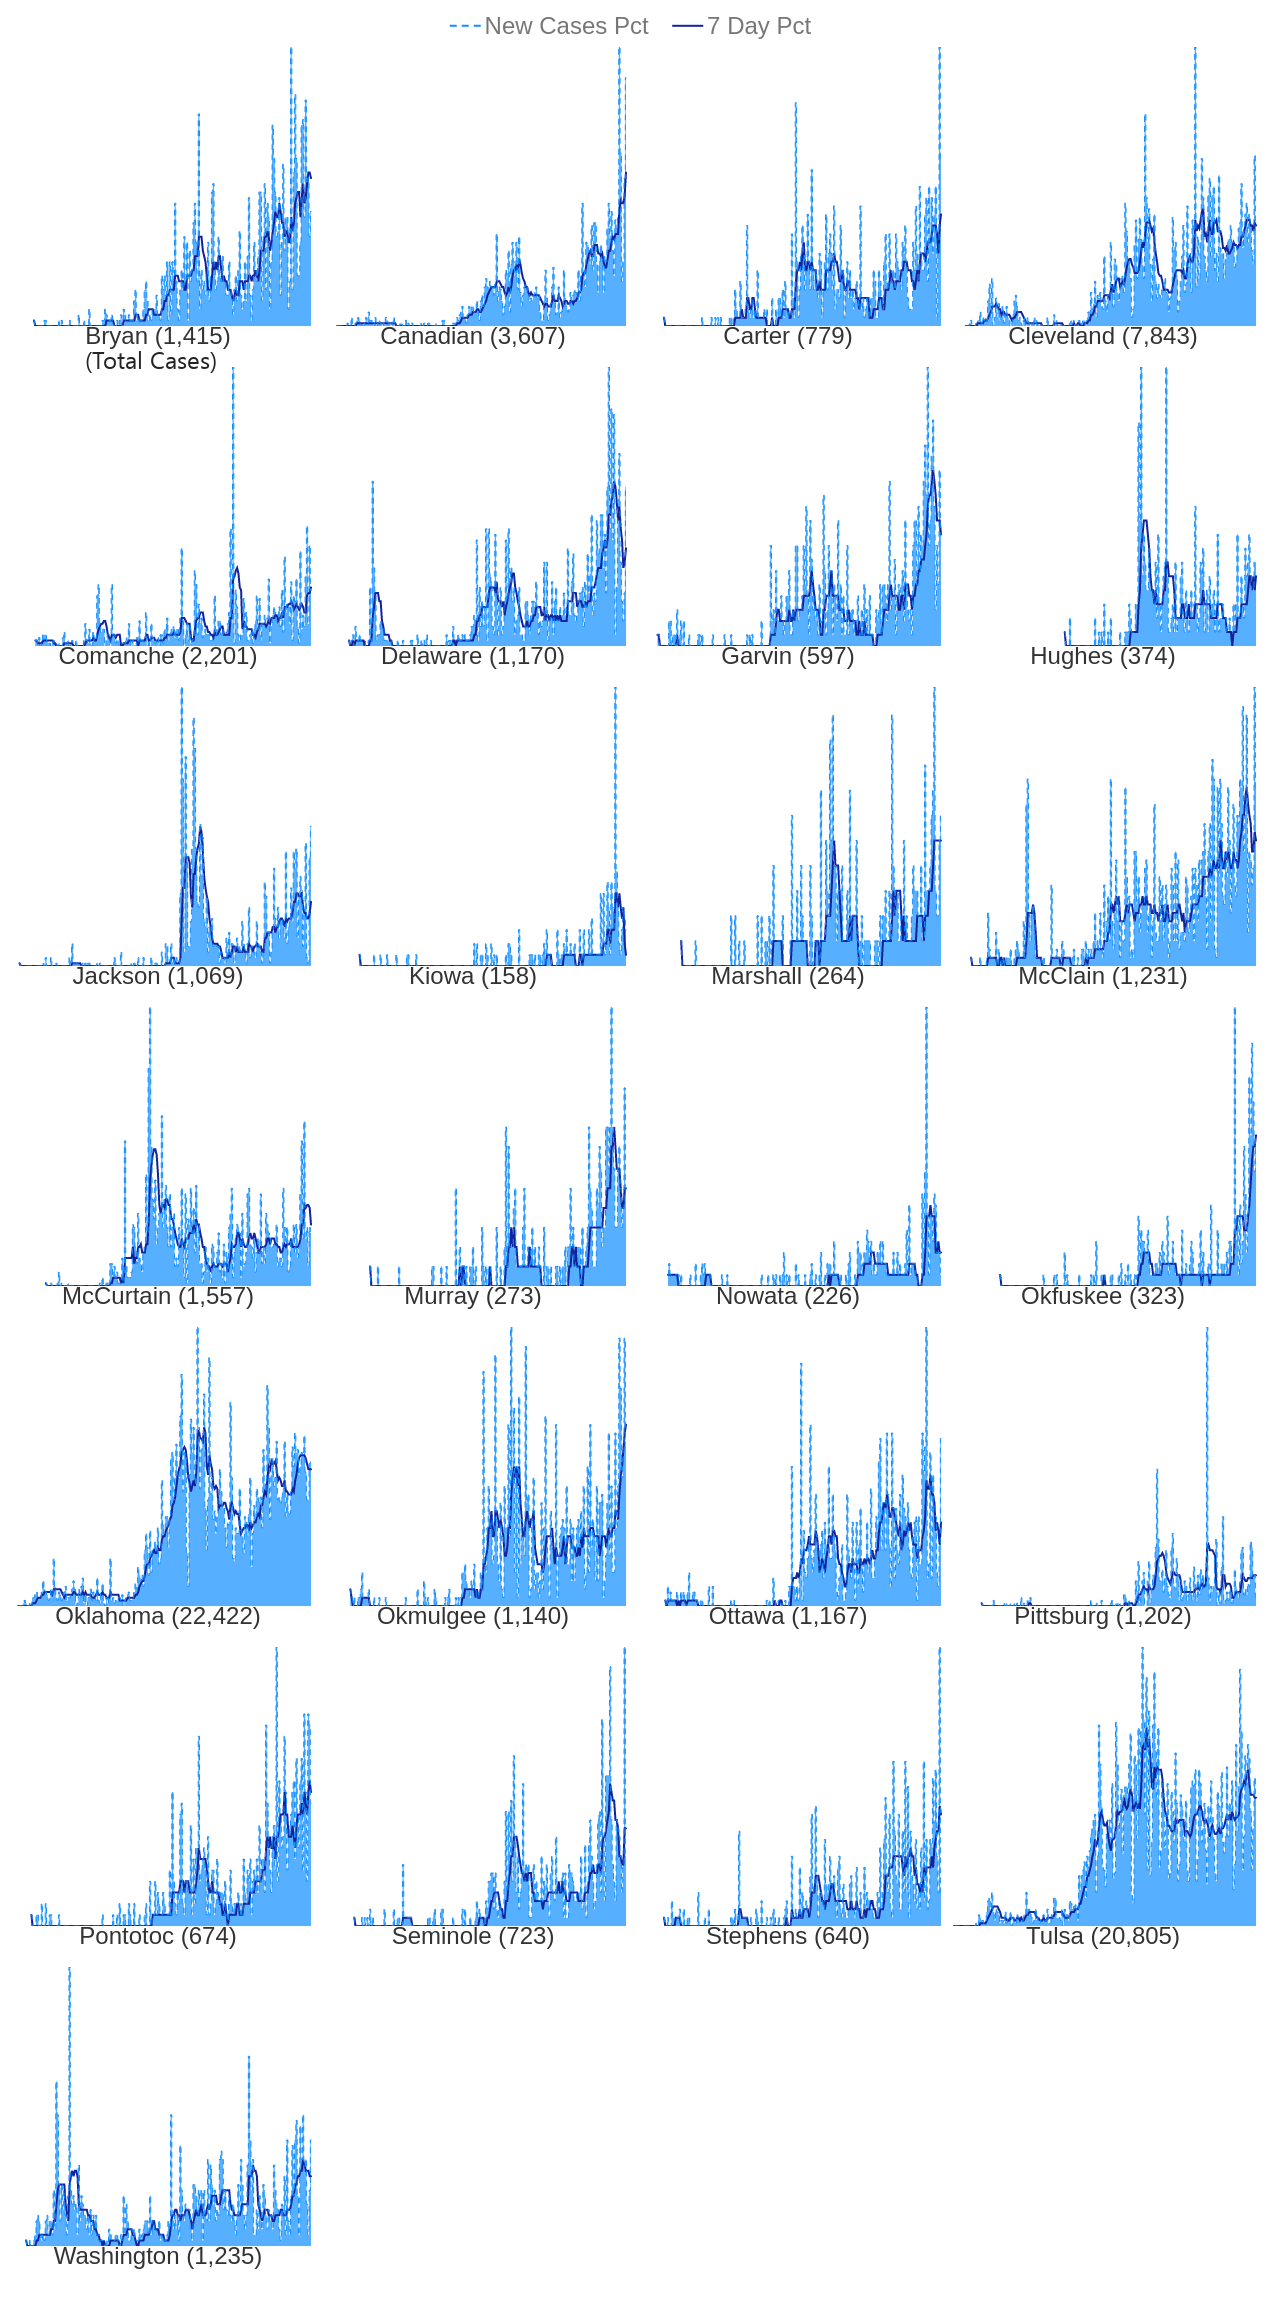 New Cases Pct 7 Day Pct
Bryan (1,415) Canadian (3,607) Carter (779) Cleveland (7,843)
(Total Cases)
Comanche (2,201) Delaware (1,170) Garvin (597) Hughes (374)
Jackson (1,069) Kiowa (158) Marshall (264) McClain (1,231)
McCurtain (1,557) Murray (273) Nowata (226) Okfuskee (323)
Oklahoma (22,422) Okmulgee (1,140) Ottawa (1,167) Pittsburg (1,202)
Pontotoc (674) Seminole (723) Stephens (640) Tulsa (20,805)
Washington (1,235)